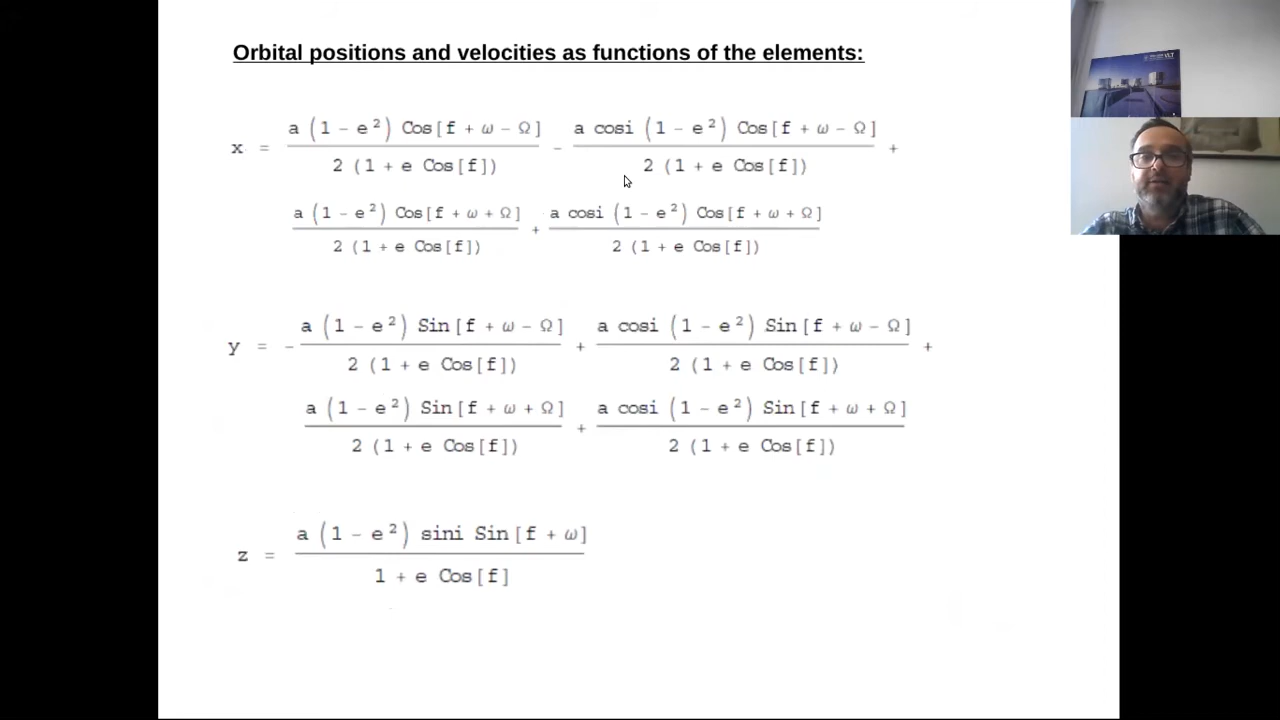 Orbital positions and velocities as functions of the elements:
x = a (1 - e²) Cos[f + ω - Ω] / 2 (1 + e Cos[f]) - a cosi (1 - e²) Cos[f + ω - Ω] / 2 (1 + e Cos[f]) +
a (1 - e²) Cos[f + ω + Ω] / 2 (1 + e Cos[f]) + a cosi (1 - e²) Cos[f + ω + Ω] / 2 (1 + e Cos[f])
y = - a (1 - e²) Sin[f + ω - Ω] / 2 (1 + e Cos[f]) + a cosi (1 - e²) Sin[f + ω - Ω] / 2 (1 + e Cos[f]) +
a (1 - e²) Sin[f + ω + Ω] / 2 (1 + e Cos[f]) + a cosi (1 - e²) Sin[f + ω + Ω] / 2 (1 + e Cos[f])
z = a (1 - e²) sini Sin[f + ω] / 1 + e Cos[f]
VLT